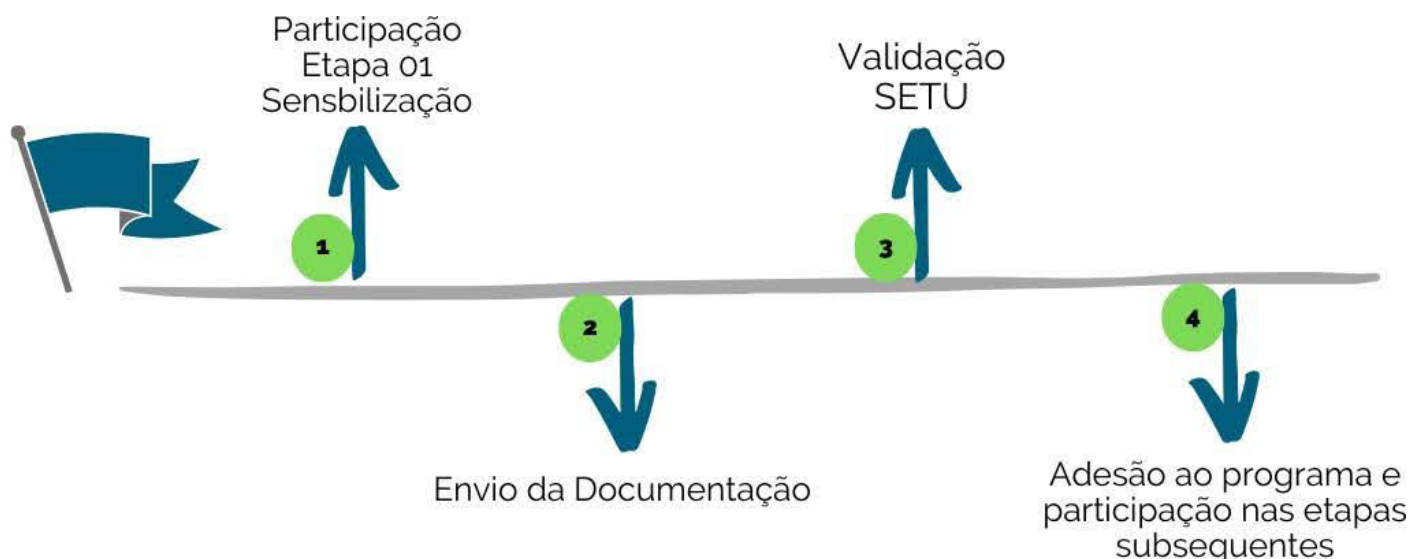 Participação
Etapa 01
Sensbilização
1
Validação
SETU
3
2
Envio da Documentação
4
Adesão ao programa e
participação nas etapas
subsequentes